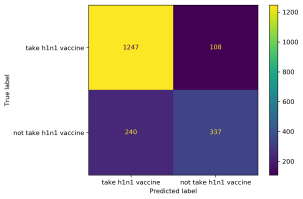 take h1n1 vaccine
not take h1n1 vaccine
True label
1247
108
240
337
take h1n1 vaccine
not take h1n1 vaccine
Predicted label
1200
1000
800
600
400
200